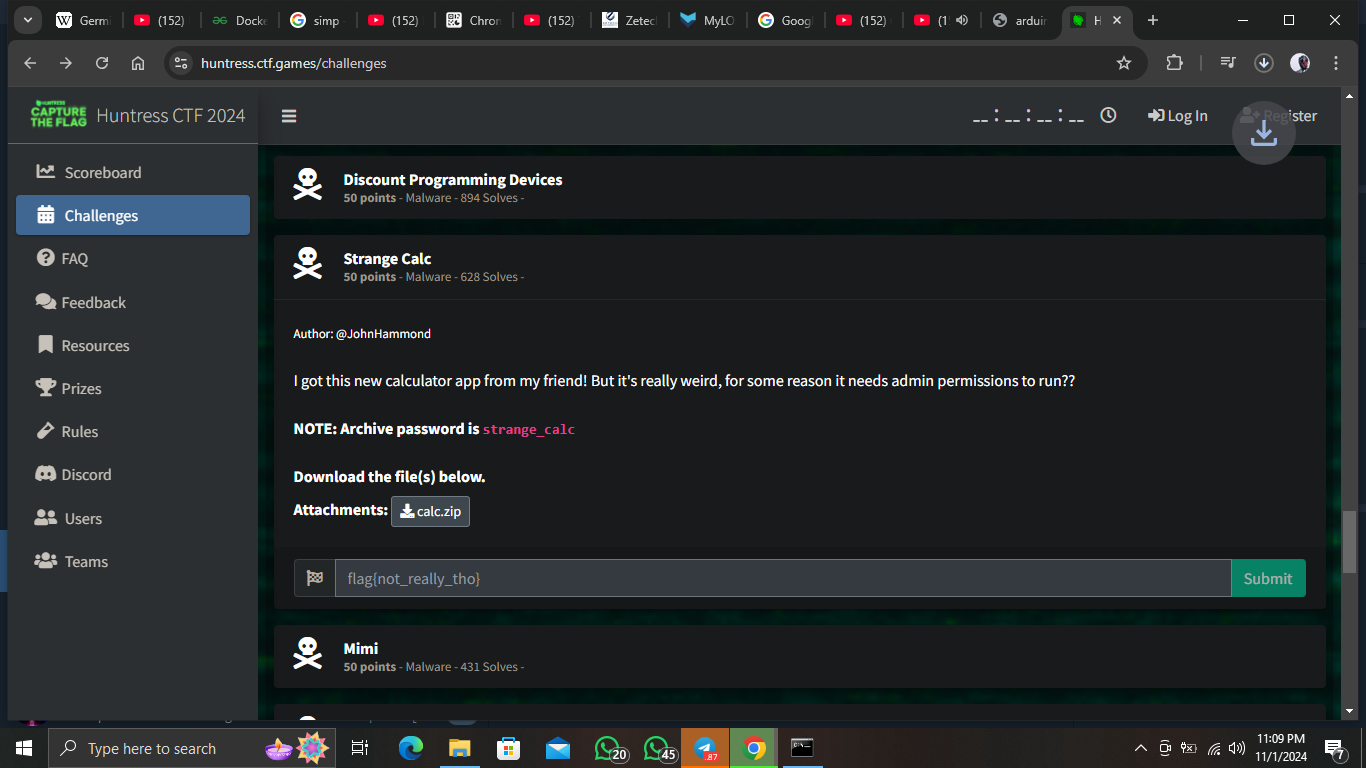 Germi
(152)
Docke
simp
(152)
Chron
(152)
Zetec
MyLO
Goog
(152)
(1
arduir
H
huntress.ctf.games/challenges
HUNTRESS
CAPTURE
THE FLAG
Huntress CTF 2024
-- : -- : -- : --
Log In
Register
Scoreboard
Challenges
FAQ
Feedback
Resources
Prizes
Rules
Discord
Users
Teams
Discount Programming Devices
50 points - Malware - 894 Solves -
Strange Calc
50 points - Malware - 628 Solves -
Author: @JohnHammond
I got this new calculator app from my friend! But it's really weird, for some reason it needs admin permissions to run??
NOTE: Archive password is strange_calc
Download the file(s) below.
Attachments: calc.zip
flag{not_really_tho}
Submit
Mimi
50 points - Malware - 431 Solves -
Type here to search
20
45
.87
11:09 PM
11/1/2024
7